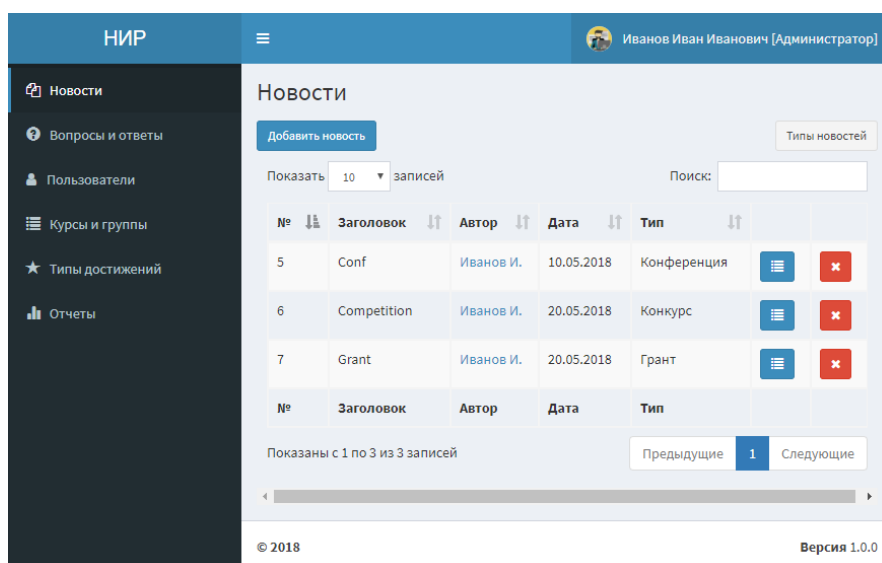 НИР
Иванов Иван Иванович [Администратор]
Новости
Вопросы и ответы
Пользователи
Курсы и группы
Типы достижений
Отчеты
Новости
Добавить новость
Типы новостей
Показать 10 записей
Поиск:
№ Заголовок Автор Дата Тип
5 Conf Иванов И. 10.05.2018 Конференция
6 Competition Иванов И. 20.05.2018 Конкурс
7 Grant Иванов И. 20.05.2018 Грант
№ Заголовок Автор Дата Тип
Показаны с 1 по 3 из 3 записей
Предыдущие 1 Следующие
© 2018
Версия 1.0.0